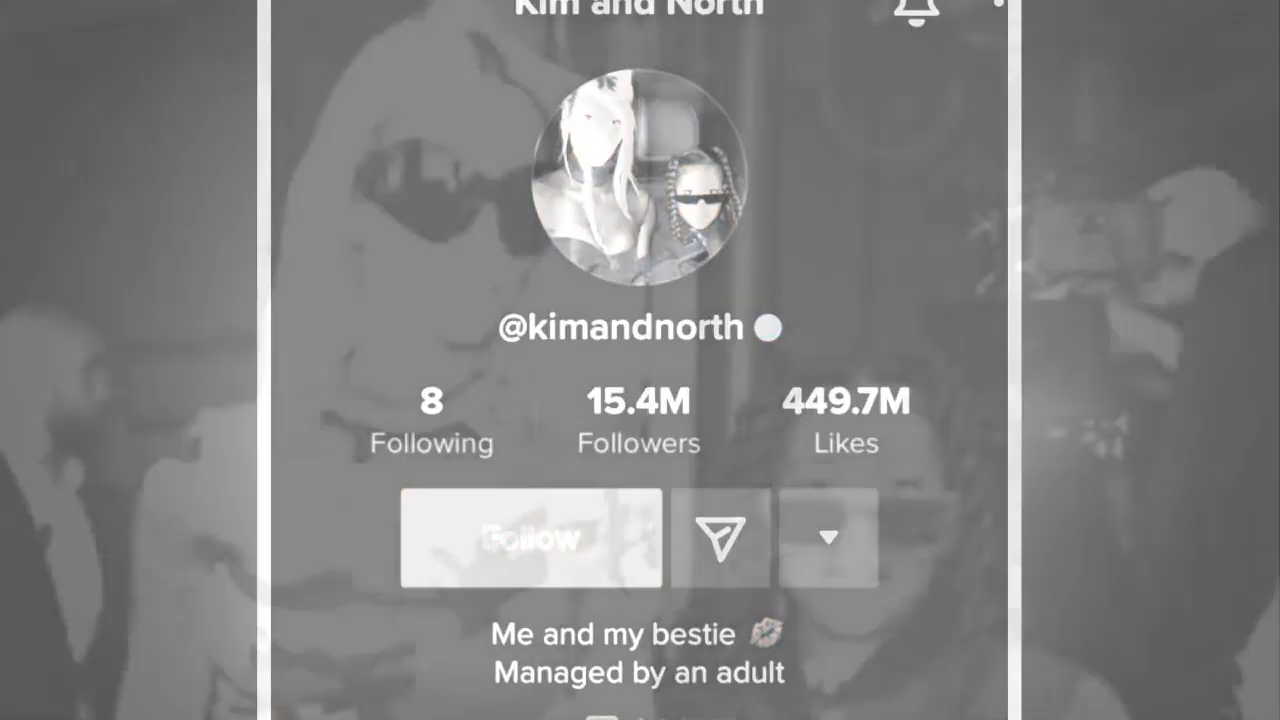 Kim and North
@kimandnorth
8 15.4M 449.7M
Following Followers Likes
Follow
Me and my bestie
Managed by an adult